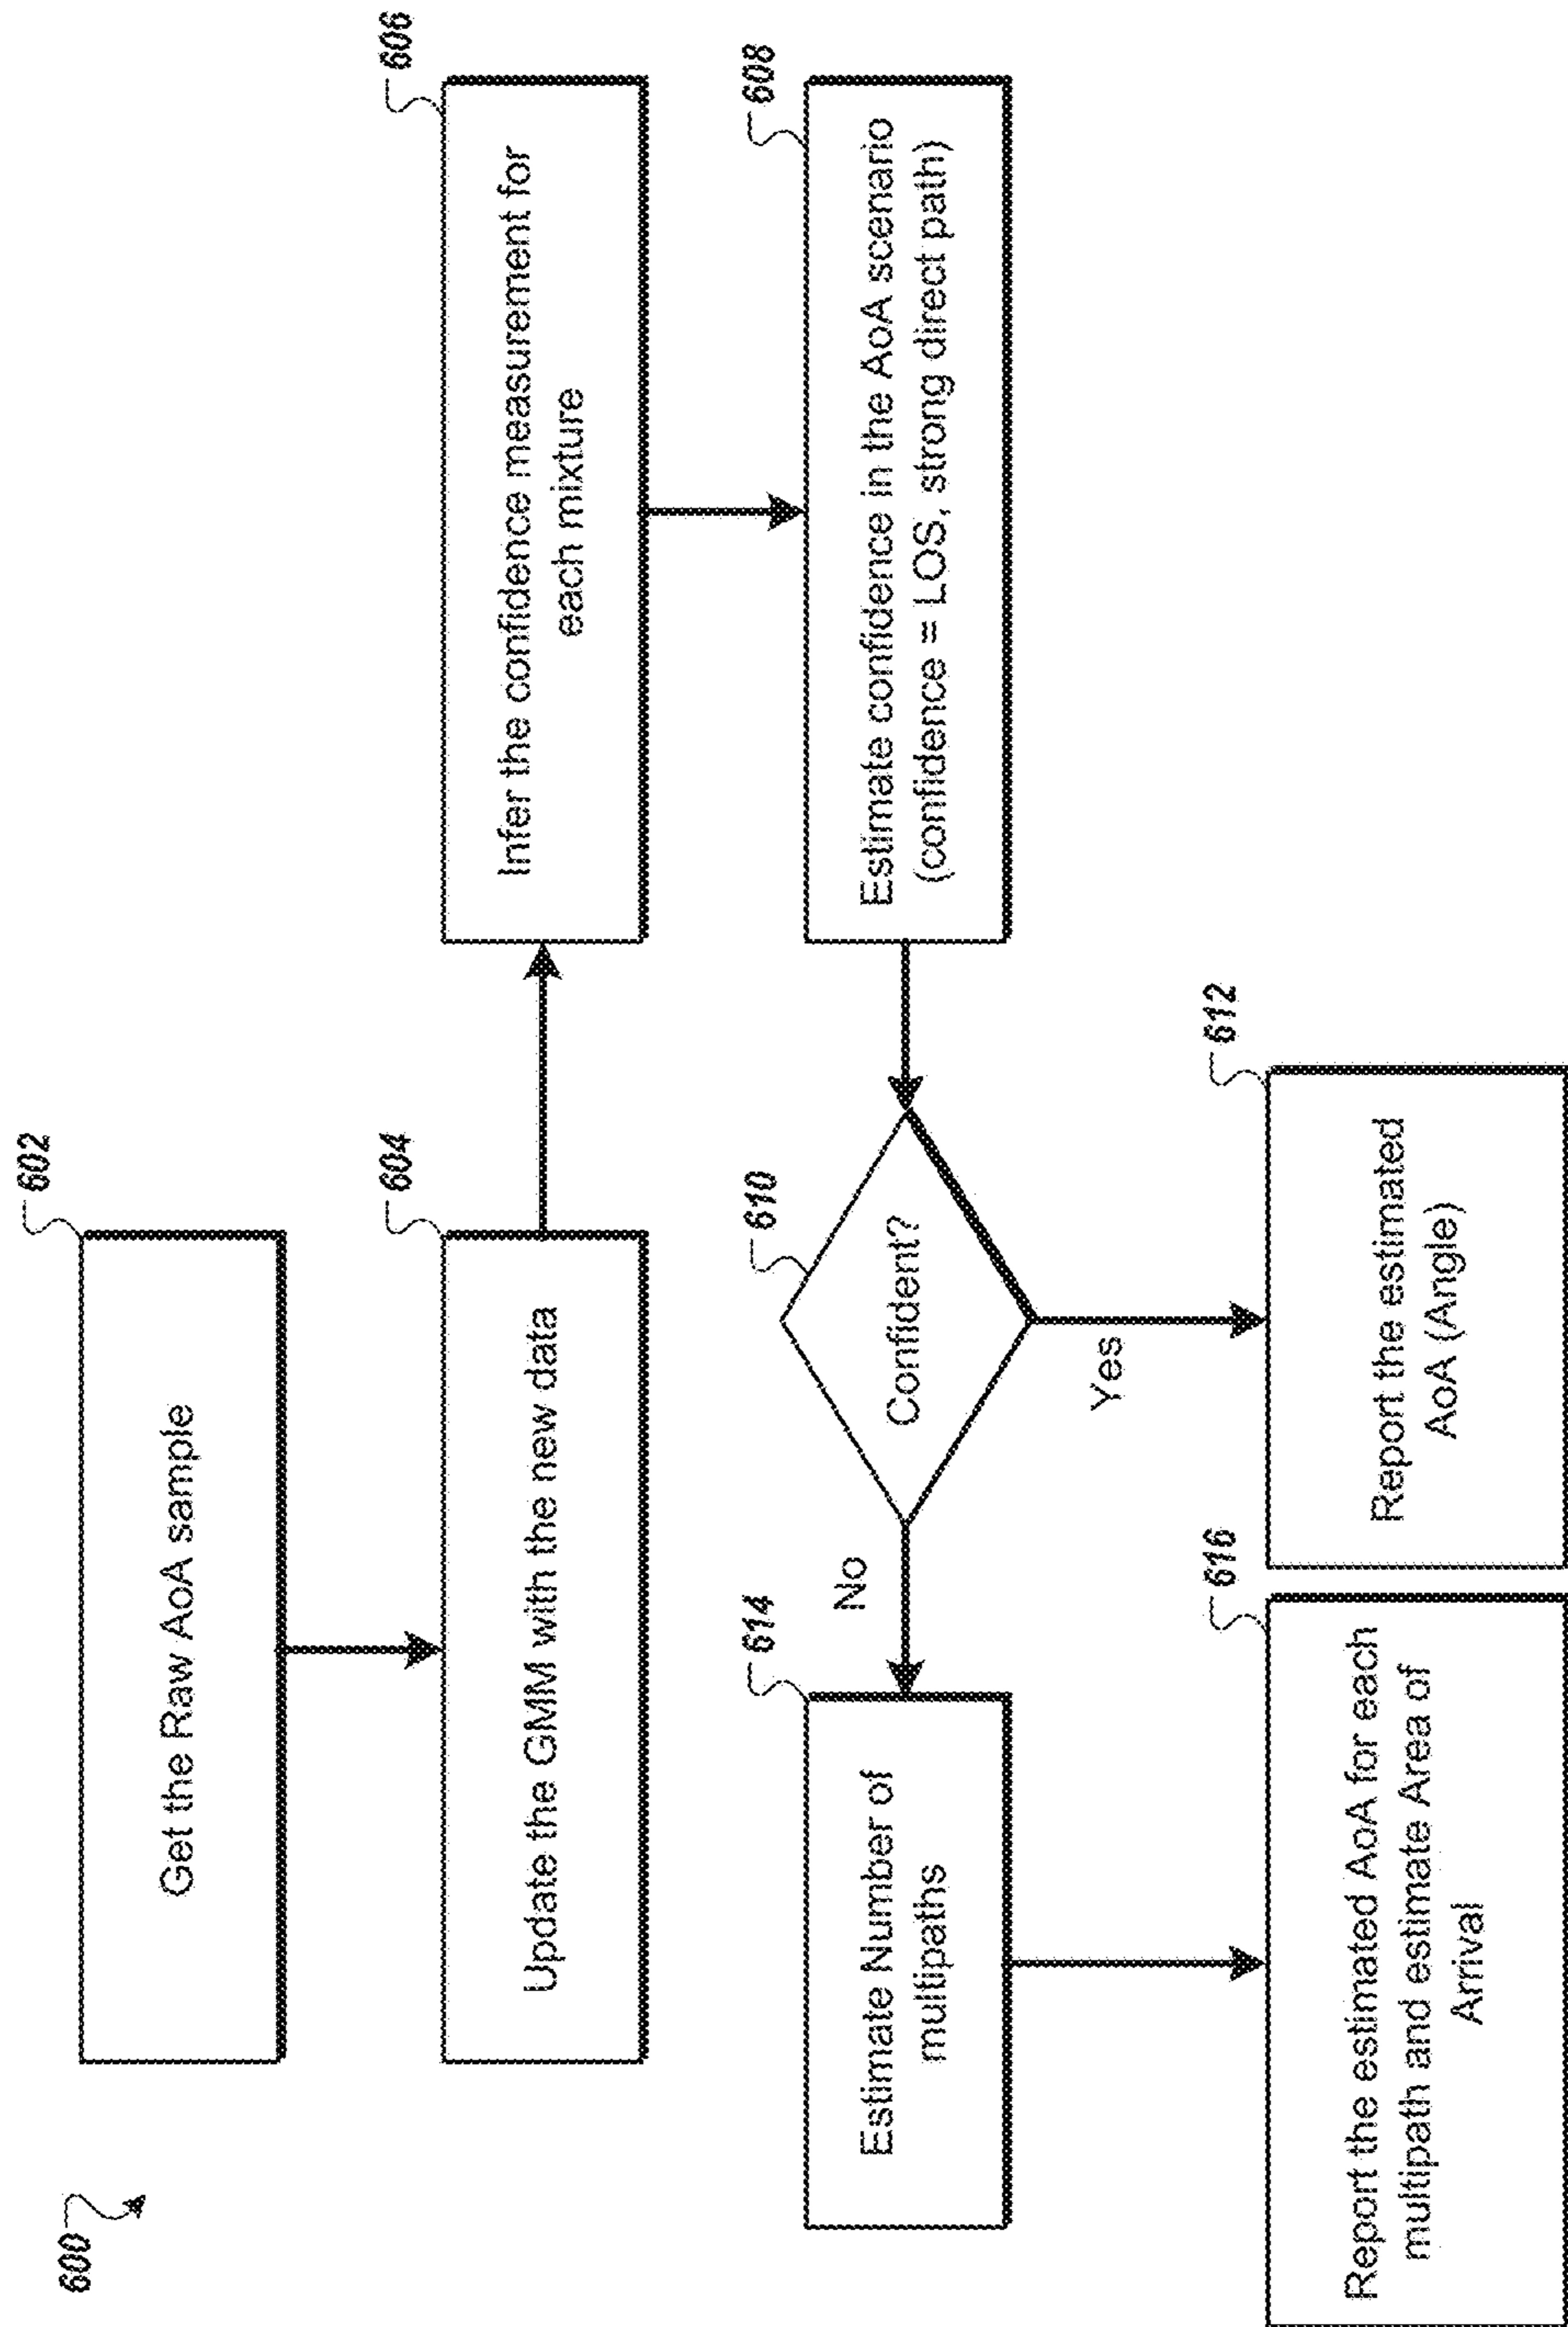 600
602
Get the Raw AoA sample
604
Update the GMM with the new data
606
Infer the confidence measurement for
each mixture
608
Estimate confidence in the AoA scenario
(confidence = LOS, strong direct path)
610
Confident?
No
Yes
614
Estimate Number of
multipaths
616
Report the estimated AoA for each
multipath and estimate Area of
Arrival
612
Report the estimated
AoA (Angle)